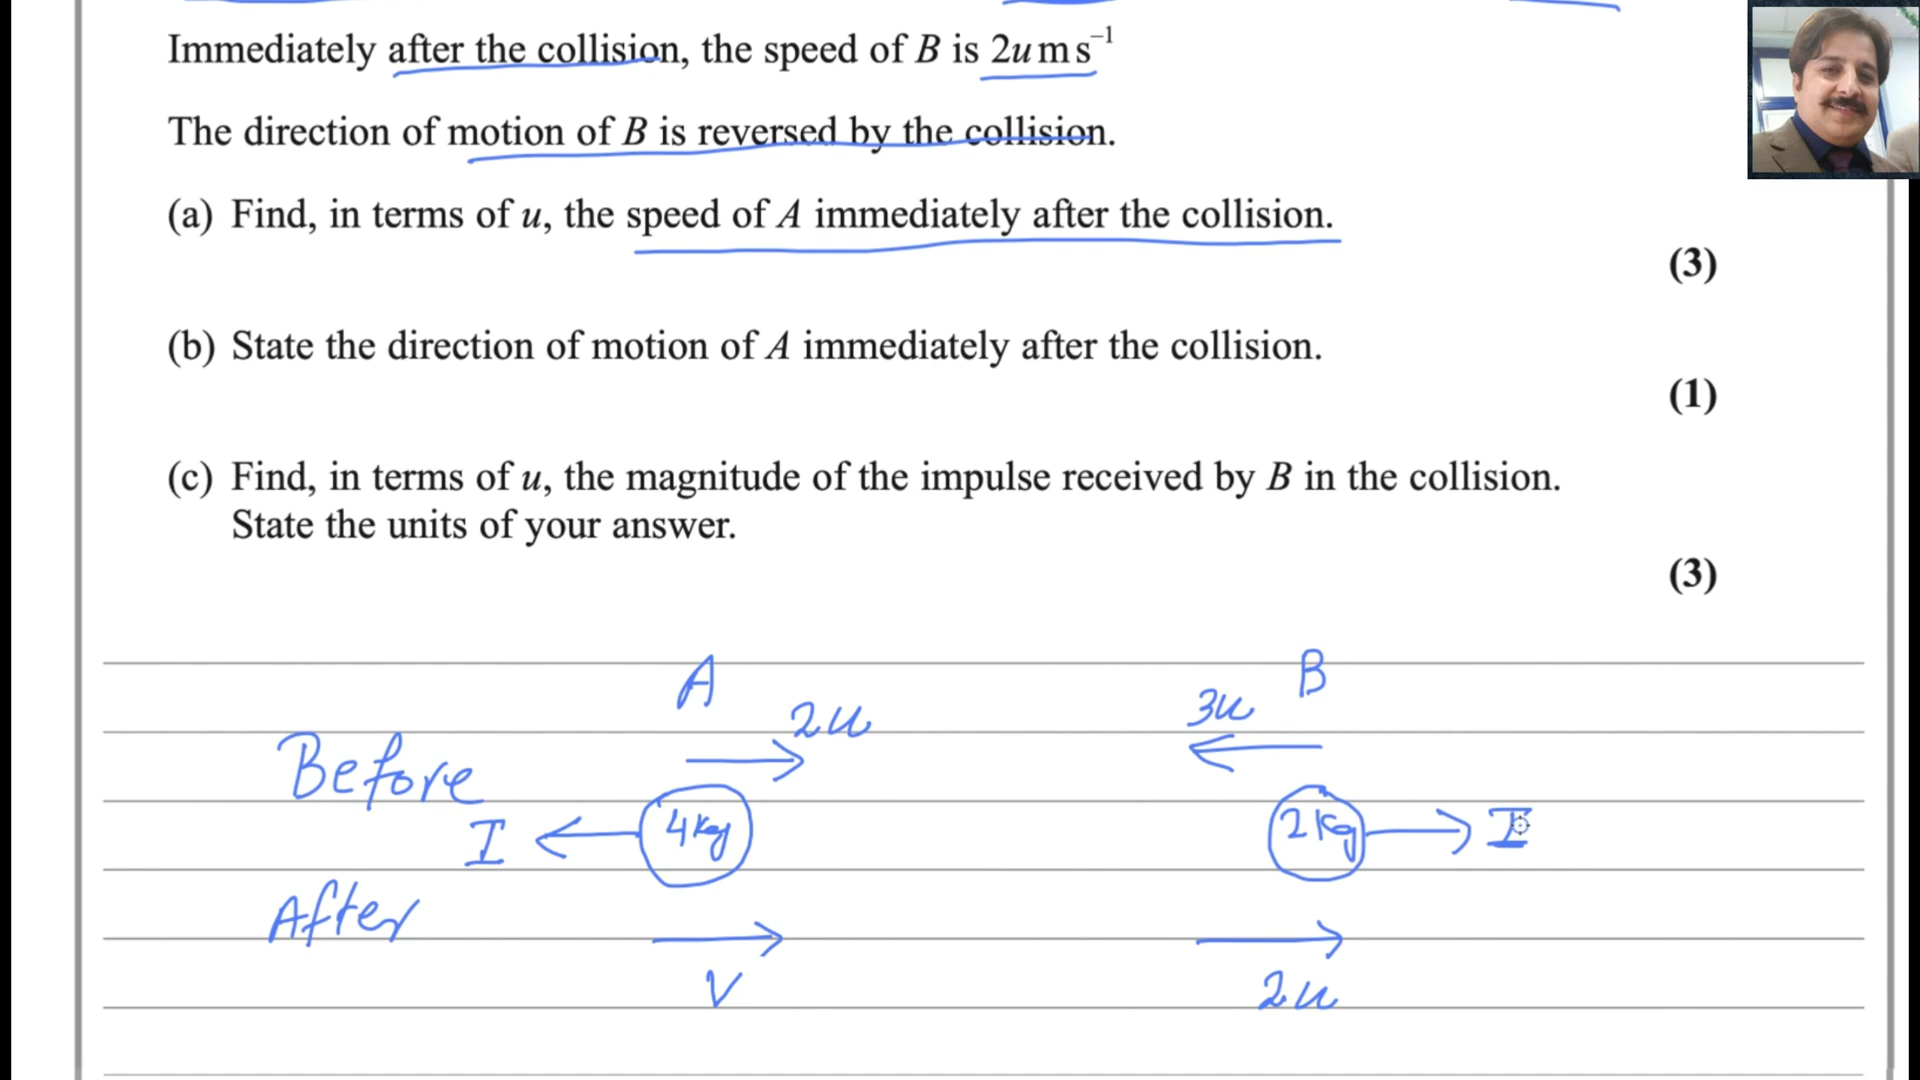 Immediately after the collision, the speed of B is 2u m s⁻¹
The direction of motion of B is reversed by the collision.
(a) Find, in terms of u, the speed of A immediately after the collision.
(3)
(b) State the direction of motion of A immediately after the collision.
(1)
(c) Find, in terms of u, the magnitude of the impulse received by B in the collision.
State the units of your answer.
(3)
A B
2u 3u
Before
I 4kg 2kg I
After
V 2u